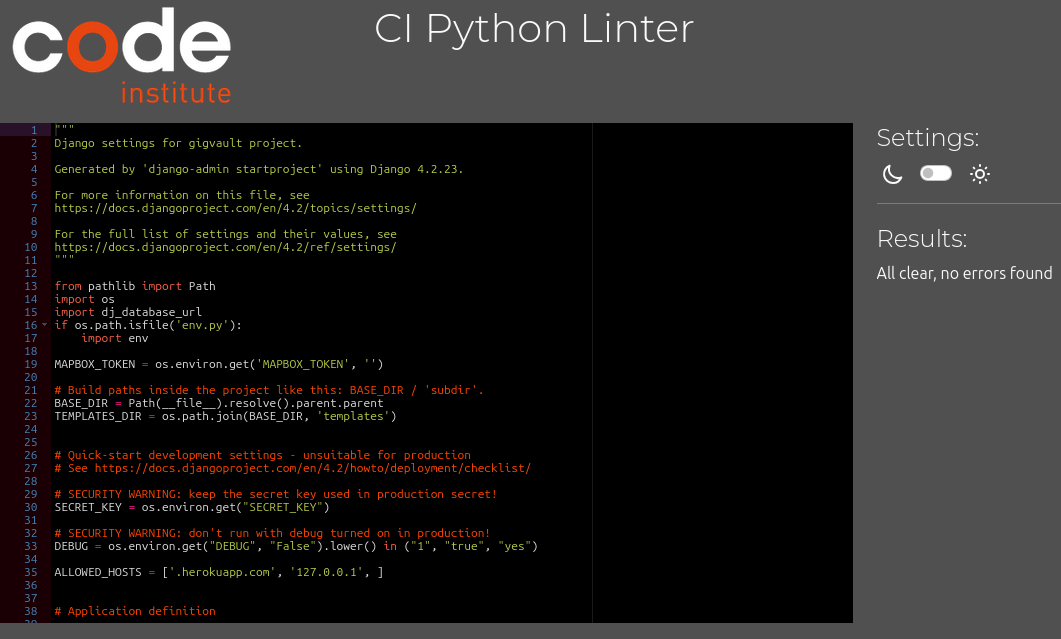 code
institute
CI Python Linter
1 """
2 Django settings for gigvault project.
3
4 Generated by 'django-admin startproject' using Django 4.2.23.
5
6 For more information on this file, see
7 https://docs.djangoproject.com/en/4.2/topics/settings/
8
9 For the full list of settings and their values, see
10 https://docs.djangoproject.com/en/4.2/ref/settings/
11 """
12
13 from pathlib import Path
14 import os
15 import dj_database_url
16 if os.path.isfile('env.py'):
17     import env
18
19 MAPBOX_TOKEN = os.environ.get('MAPBOX_TOKEN', '')
20
21 # Build paths inside the project like this: BASE_DIR / 'subdir'.
22 BASE_DIR = Path(__file__).resolve().parent.parent
23 TEMPLATES_DIR = os.path.join(BASE_DIR, 'templates')
24
25
26 # Quick-start development settings - unsuitable for production
27 # See https://docs.djangoproject.com/en/4.2/howto/deployment/checklist/
28
29 # SECURITY WARNING: keep the secret key used in production secret!
30 SECRET_KEY = os.environ.get("SECRET_KEY")
31
32 # SECURITY WARNING: don't run with debug turned on in production!
33 DEBUG = os.environ.get("DEBUG", "False").lower() in ("1", "true", "yes")
34
35 ALLOWED_HOSTS = ['.herokuapp.com', '127.0.0.1', ]
36
37
38 # Application definition
39
Settings:
Results:
All clear, no errors found